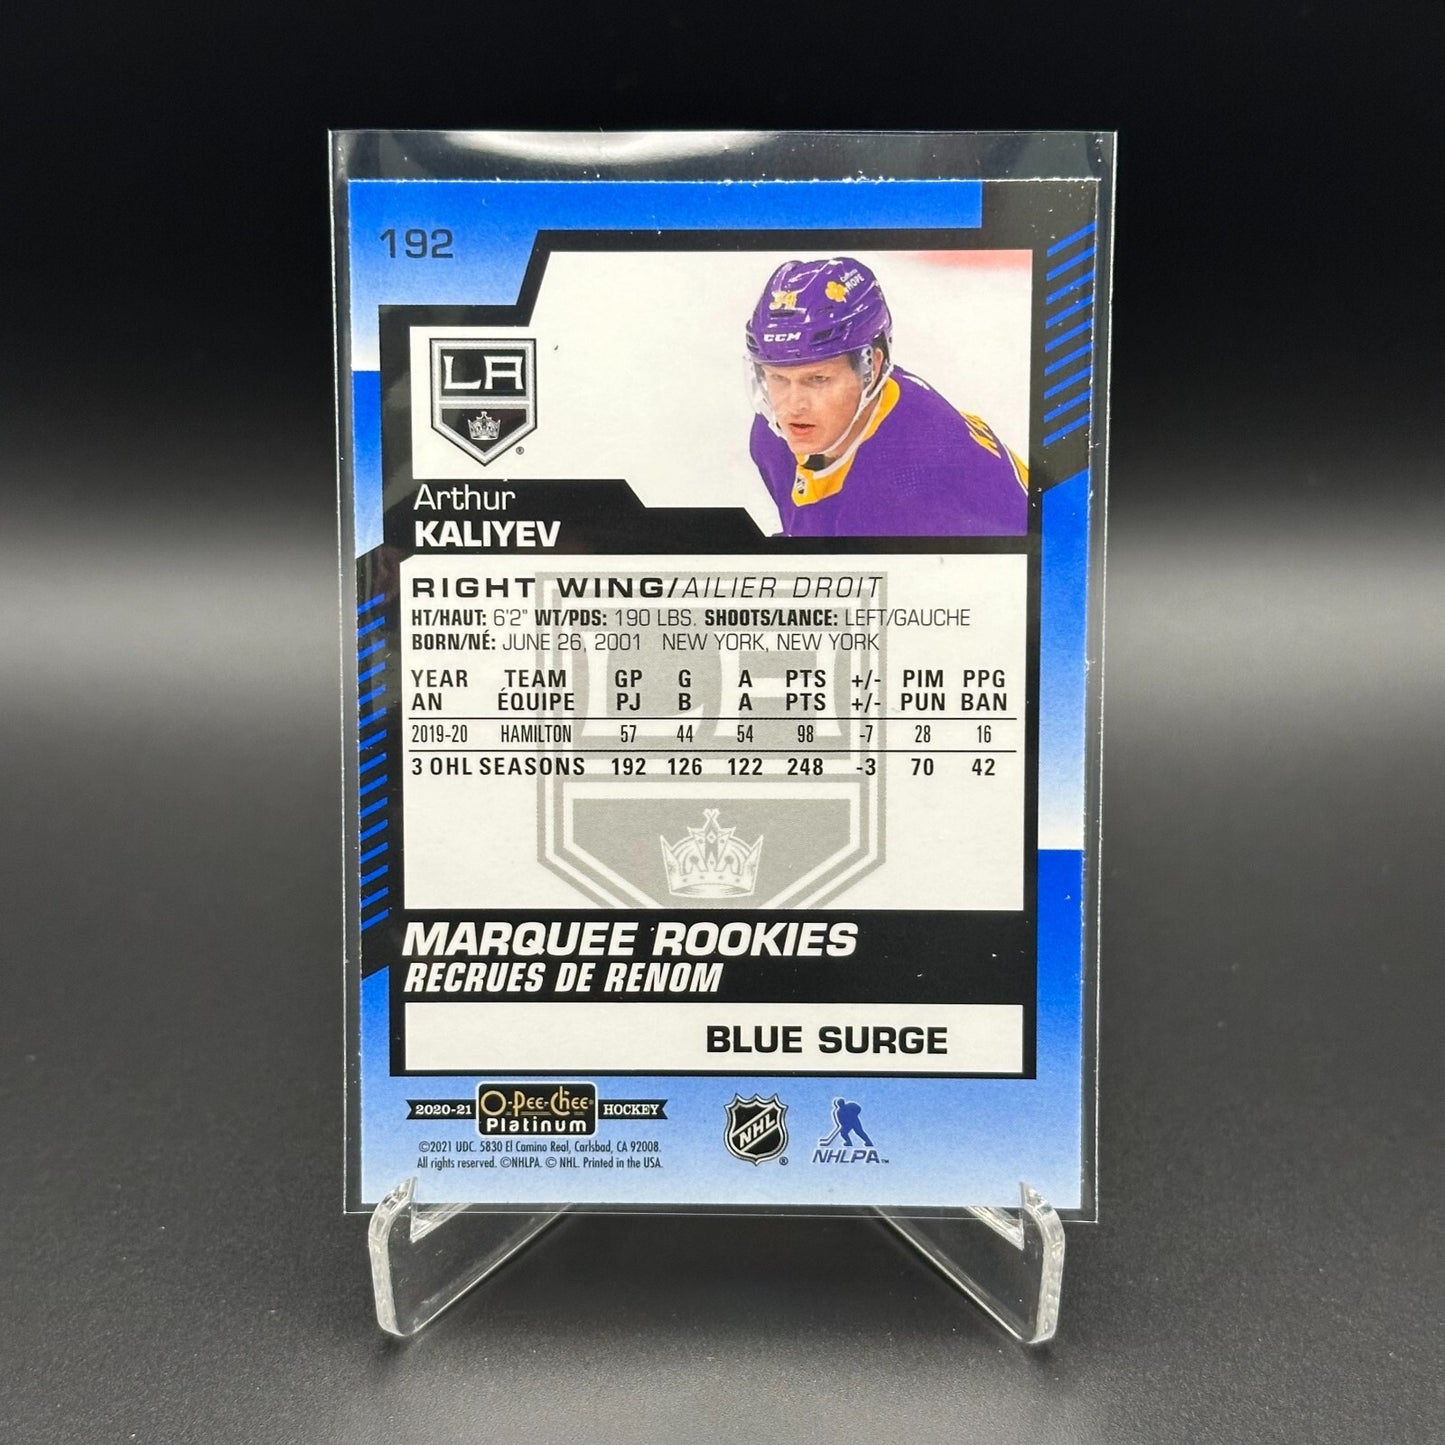 192
34
HOPE
CCM
LA
Arthur
KALIYEV
RIGHT WING/AILIER DROIT
HT/HAUT: 6'2" WT/PDS: 190 LBS. SHOOTS/LANCE: LEFT/GAUCHE
BORN/NÉ: JUNE 26, 2001 NEW YORK, NEW YORK
YEAR TEAM GP G A PTS +/- PIM PPG
AN ÉQUIPE PJ B A PTS +/- PUN BAN
2019-20 HAMILTON 57 44 54 98 -7 28 16
3 OHL SEASONS 192 126 122 248 -3 70 42
MARQUEE ROOKIES
RECRUES DE RENOM
BLUE SURGE
2020-21 O-Pee-Chee Platinum HOCKEY
©2021 UDC. 5830 El Camino Real, Carlsbad, CA 92008.
All rights reserved. ©NHLPA. © NHL. Printed in the USA.
NHL
NHLPA™